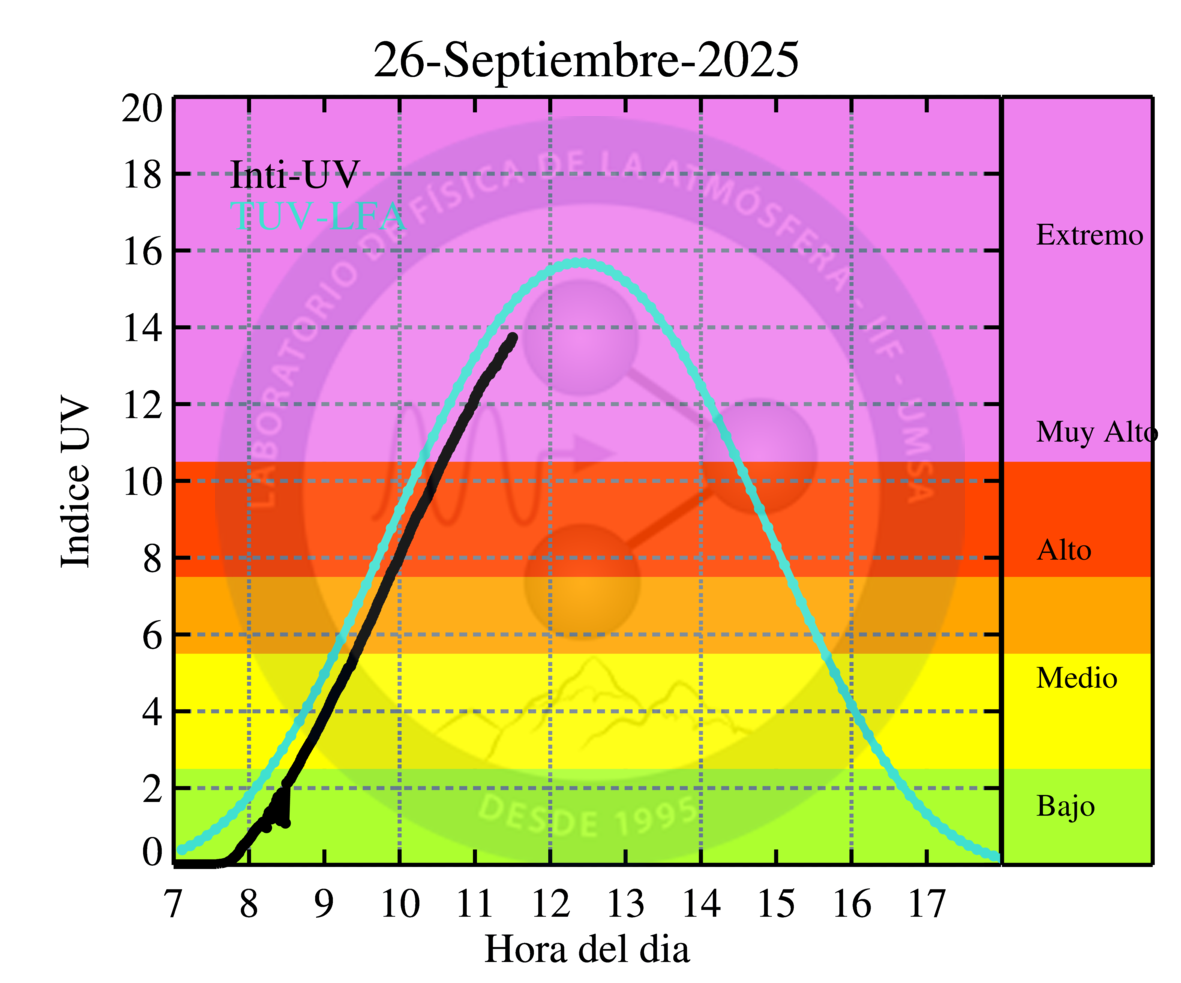 26-Septiembre-2025
20
18
16
14
12
10
8
6
4
2
0
Indice UV
Inti-UV
TUV-LFA
LABORATORIO DE FÍSICA DE LA ATMÓSFERA - IIF - UMSA
DESDE 1995
Extremo
Muy Alto
Alto
Medio
Bajo
7 8 9 10 11 12 13 14 15 16 17
Hora del dia